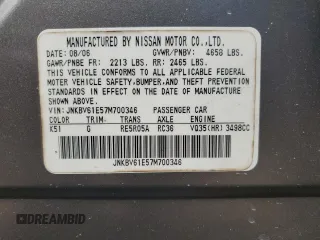 MANUFACTURED BY NISSAN MOTOR CO.,LTD.
DATE: 08/06 GVWR/PNBV: 4658 LBS.
GAWR/PNBE FR: 2213 LBS. RR: 2465 LBS.
THIS VEHICLE CONFORMS TO ALL APPLICABLE FEDERAL
MOTOR VEHICLE SAFETY, BUMPER, AND THEFT
PREVENTION STANDARDS IN EFFECT ON THE DATE OF
MANUFACTURE SHOWN ABOVE.
VIN: JNKBV61E57M700346 PASSENGER CAR
COLOR TRIM: TRANS: AXLE ENGINE:
K51 G RE5R05A RC36 VQ35(HR) 3498CC
JNKBV61E57M700346
DREAMBID